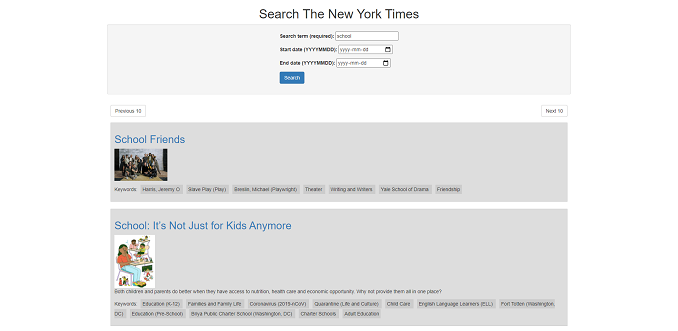 Search The New York Times
Search term (required): school
Start date (YYYYMMDD): yyyy-mm-dd
End date (YYYYMMDD): yyyy-mm-dd
Search
Previous 10 Next 10
School Friends
Keywords: Harris, Jeremy O Slave Play (Play) Breslin, Michael (Playwright) Theater Writing and Writers Yale School of Drama Friendship
School: It's Not Just for Kids Anymore
Both children and parents do better when they have access to nutrition, health care and economic opportunity. Why not provide them all in one place?
Keywords: Education (K-12) Families and Family Life Coronavirus (2019-nCoV) Quarantine (Life and Culture) Child Care English Language Learners (ELL) Fort Totten (Washington,
DC) Education (Pre-School) Briya Public Charter School (Washington, DC) Charter Schools Adult Education